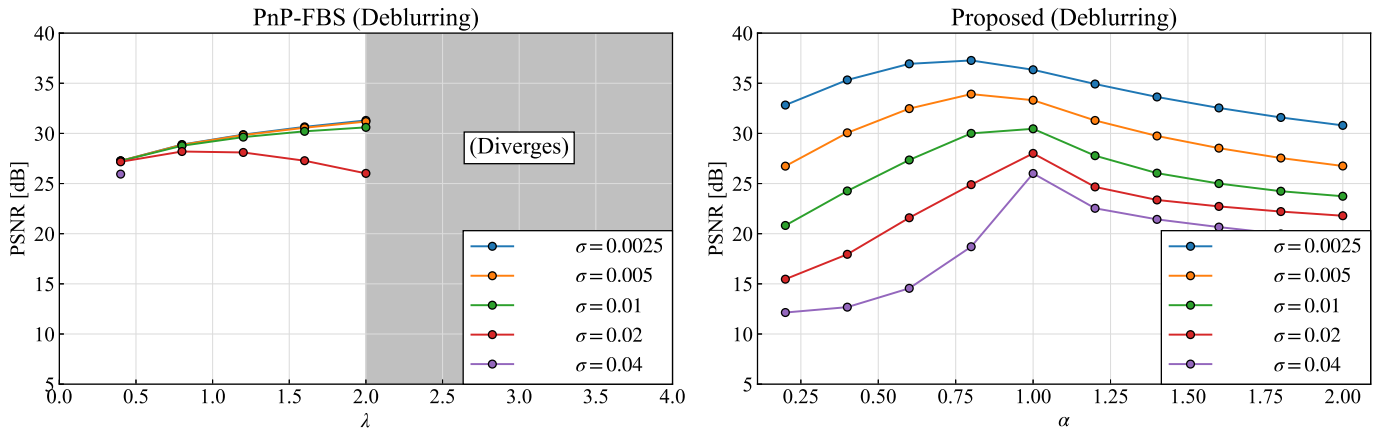 PnP-FBS (Deblurring)
PSNR [dB]
40
35
30
25
20
15
10
5
(Diverges)
σ=0.0025
σ=0.005
σ=0.01
σ=0.02
σ=0.04
0.0 0.5 1.0 1.5 2.0 2.5 3.0 3.5 4.0
λ
Proposed (Deblurring)
PSNR [dB]
40
35
30
25
20
15
10
5
σ=0.0025
σ=0.005
σ=0.01
σ=0.02
σ=0.04
0.25 0.50 0.75 1.00 1.25 1.50 1.75 2.00
α